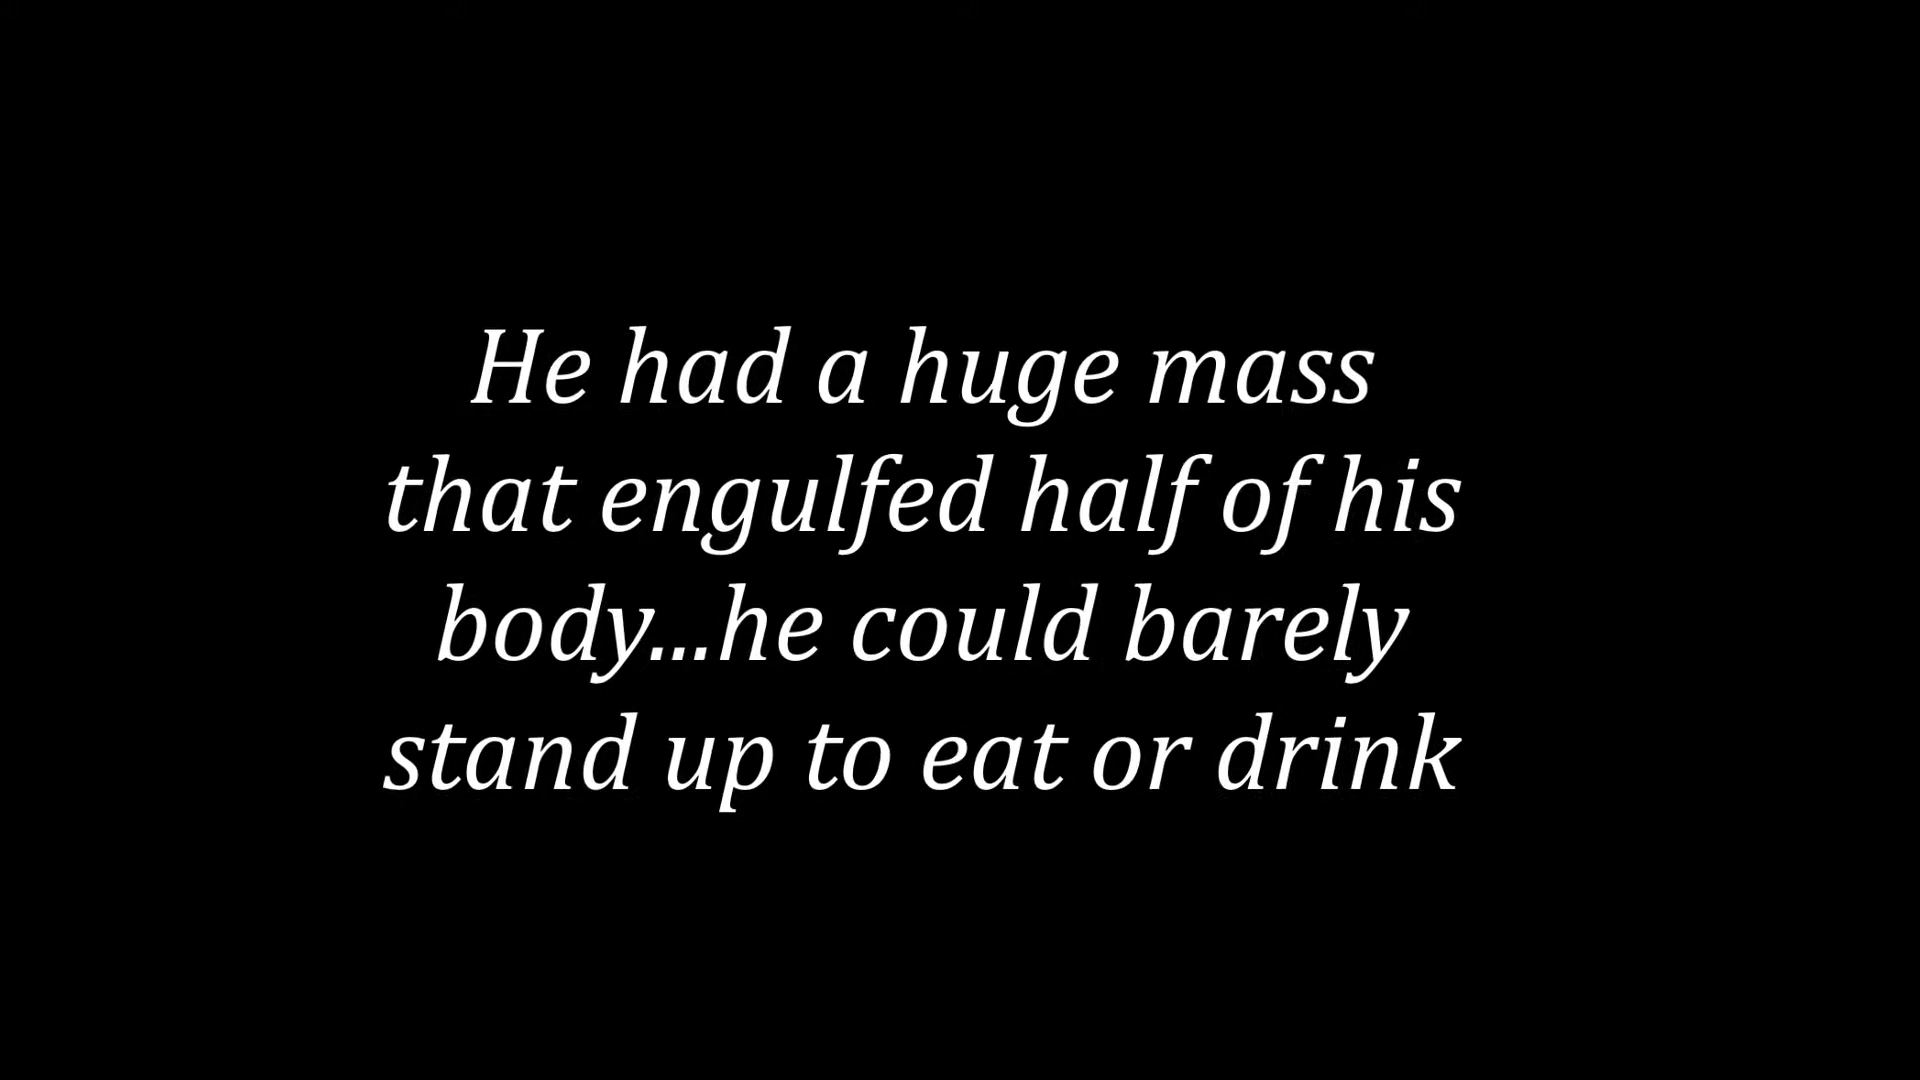 He had a huge mass
that engulfed half of his
body...he could barely
stand up to eat or drink